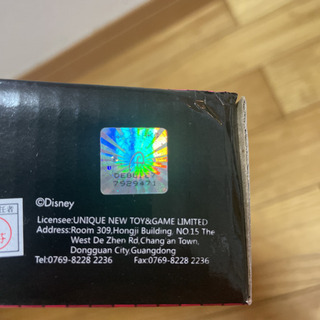 7929471
©Disney
Licensee:UNIQUE NEW TOY&GAME LIMITED
Address:Room 309,Hongji Building, NO.15 The
West De Zhen Rd.Chang an Town,
Dongguan City,Guangdong
Tel:0769-8228 2236 Fax:0769-8228 2236